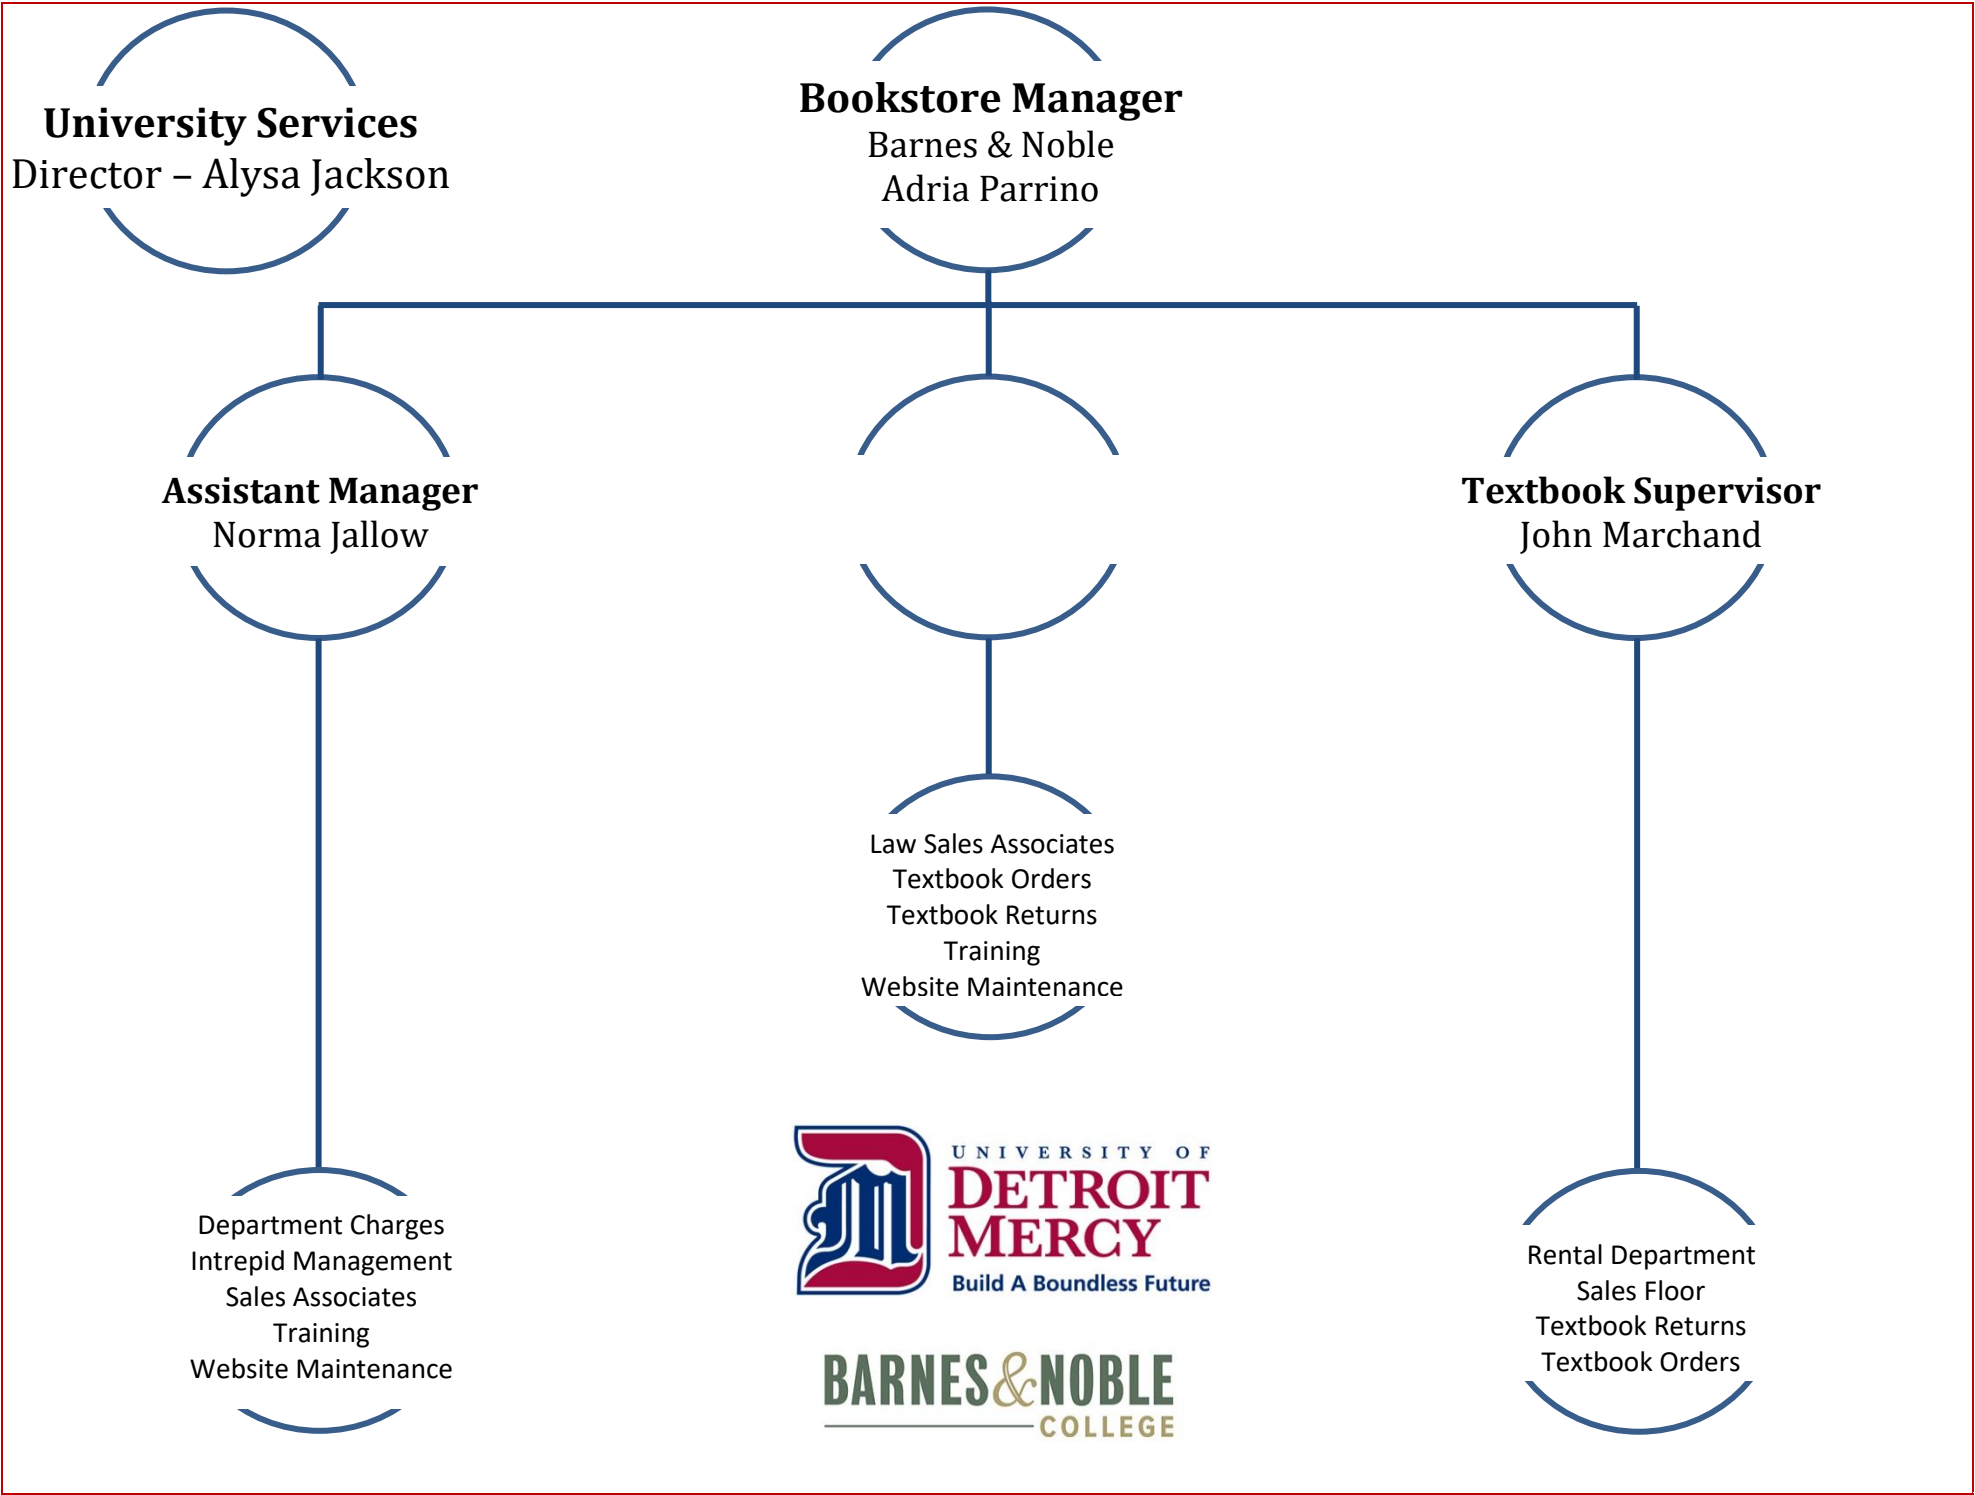 University Services
Director – Alysa Jackson
Bookstore Manager
Barnes & Noble
Adria Parrino
Assistant Manager
Norma Jallow
Textbook Supervisor
John Marchand
Law Sales Associates
Textbook Orders
Textbook Returns
Training
Website Maintenance
Department Charges
Intrepid Management
Sales Associates
Training
Website Maintenance
UNIVERSITY OF
DETROIT
MERCY
Build A Boundless Future
BARNES & NOBLE
COLLEGE
Rental Department
Sales Floor
Textbook Returns
Textbook Orders